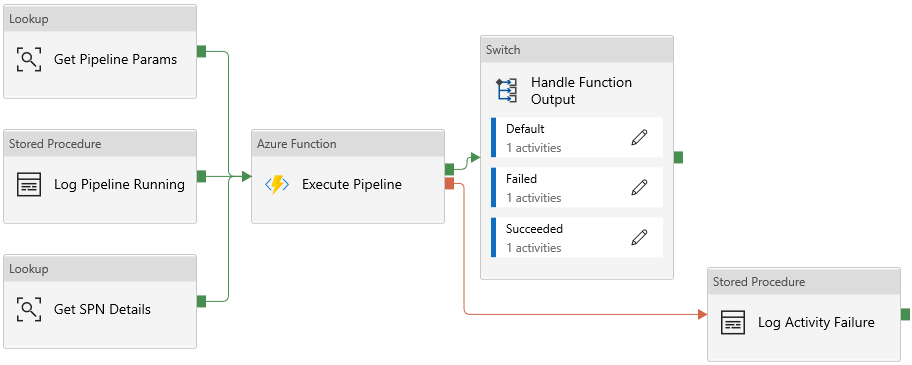 Lookup
Get Pipeline Params
Stored Procedure
Log Pipeline Running
Lookup
Get SPN Details
Azure Function
Execute Pipeline
Switch
Handle Function
Output
Default
1 activities
Failed
1 activities
Succeeded
1 activities
Stored Procedure
Log Activity Failure